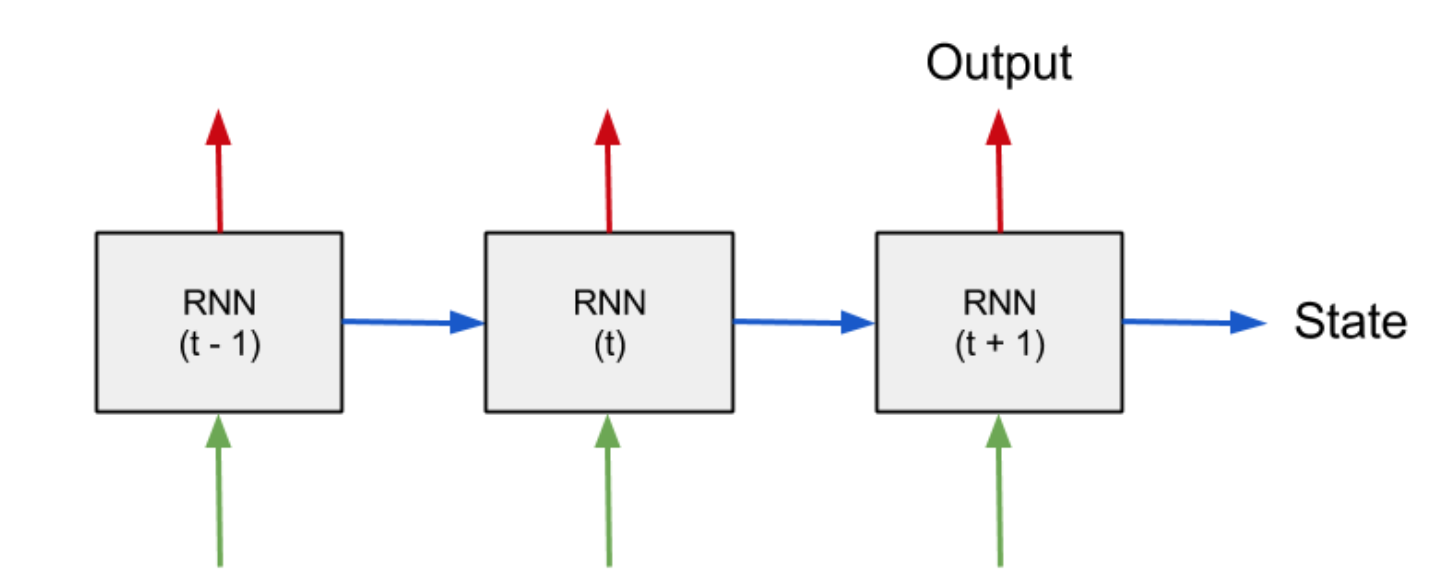 Output
RNN
(t - 1)
RNN
(t)
RNN
(t + 1)
State